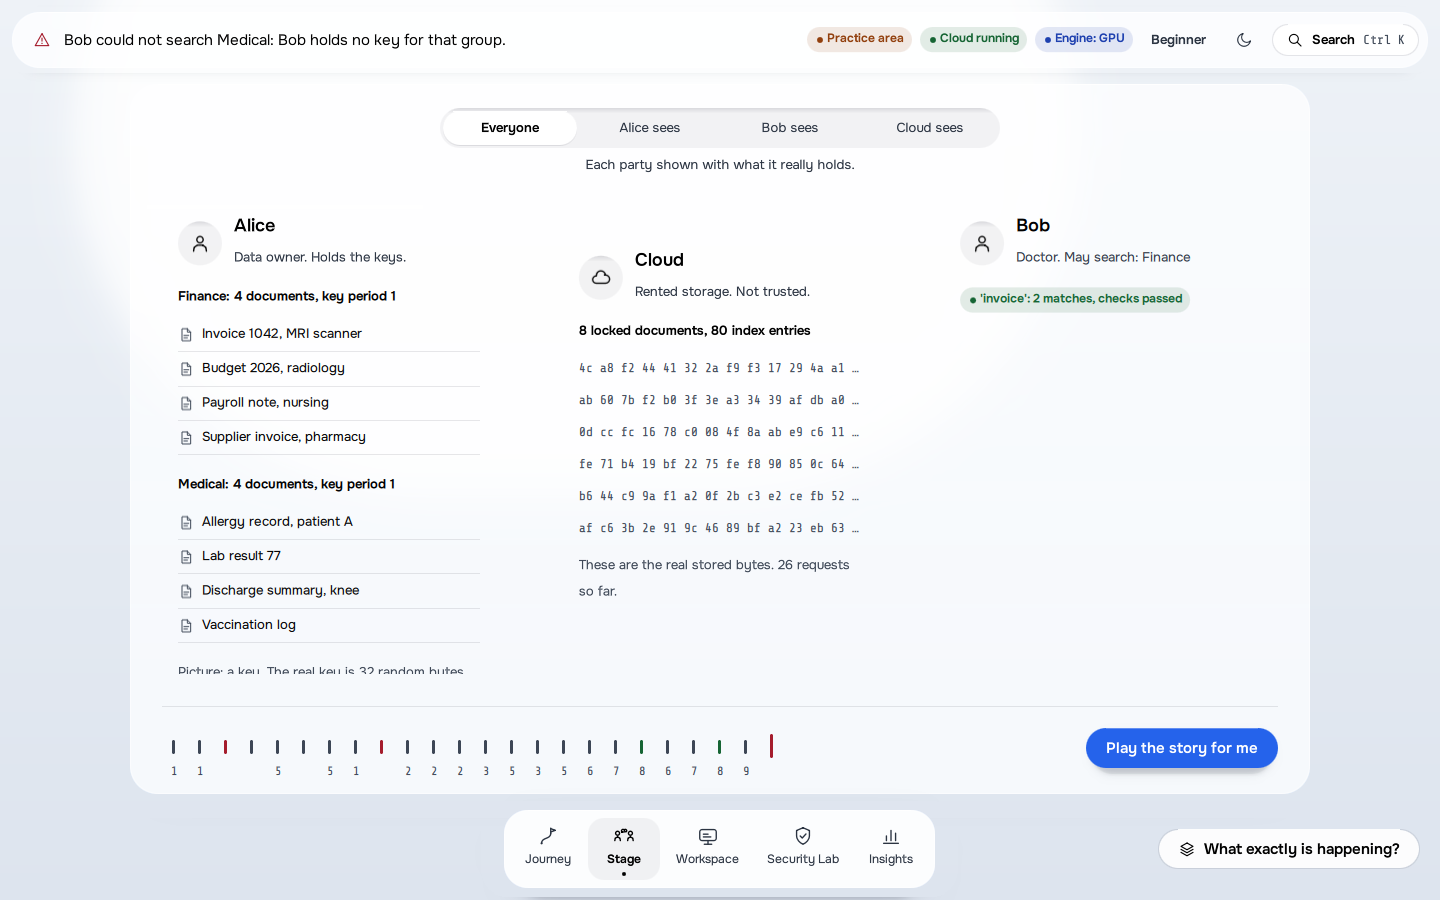 Bob could not search Medical: Bob holds no key for that group.
Practice area
Cloud running
Engine: GPU
Beginner
Search Ctrl K
Everyone
Alice sees
Bob sees
Cloud sees
Each party shown with what it really holds.
Alice
Data owner. Holds the keys.
Finance: 4 documents, key period 1
Invoice 1042, MRI scanner
Budget 2026, radiology
Payroll note, nursing
Supplier invoice, pharmacy
Medical: 4 documents, key period 1
Allergy record, patient A
Lab result 77
Discharge summary, knee
Vaccination log
Picture: a key. The real key is 32 random bytes
Cloud
Rented storage. Not trusted.
8 locked documents, 80 index entries
4c a8 f2 44 41 32 2a f9 f3 17 29 4a a1 …
ab 60 7b f2 b0 3f 3e a3 34 39 af db a0 …
0d cc fc 16 78 c0 08 4f 8a ab e9 c6 11 …
fe 71 b4 19 bf 22 75 fe f8 90 85 0c 64 …
b6 44 c9 9a f1 a2 0f 2b c3 e2 ce fb 52 …
af c6 3b 2e 91 9c 46 89 bf a2 23 eb 63 …
These are the real stored bytes. 26 requests
so far.
Bob
Doctor. May search: Finance
'invoice': 2 matches, checks passed
1 1 5 5 1 2 2 2 3 5 3 5 6 7 8 6 7 8 9
Play the story for me
Journey
Stage
Workspace
Security Lab
Insights
What exactly is happening?